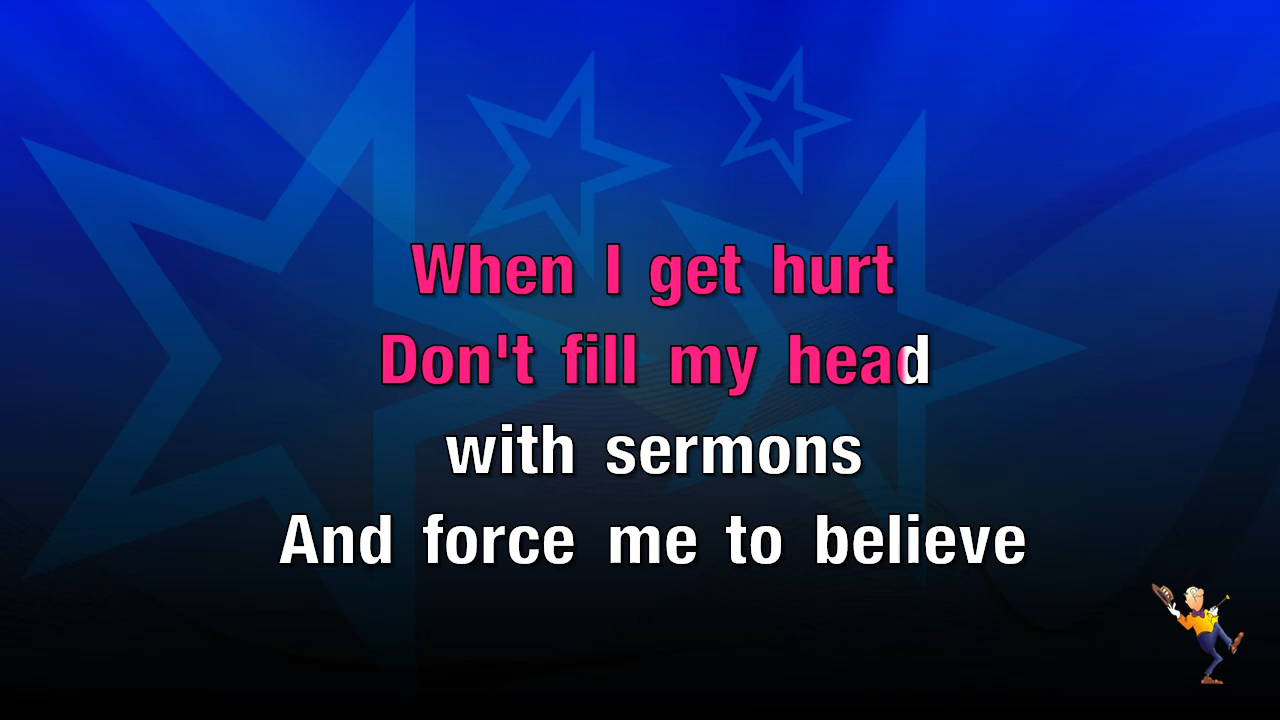 When I get hurt
Don't fill my head
with sermons
And force me to believe